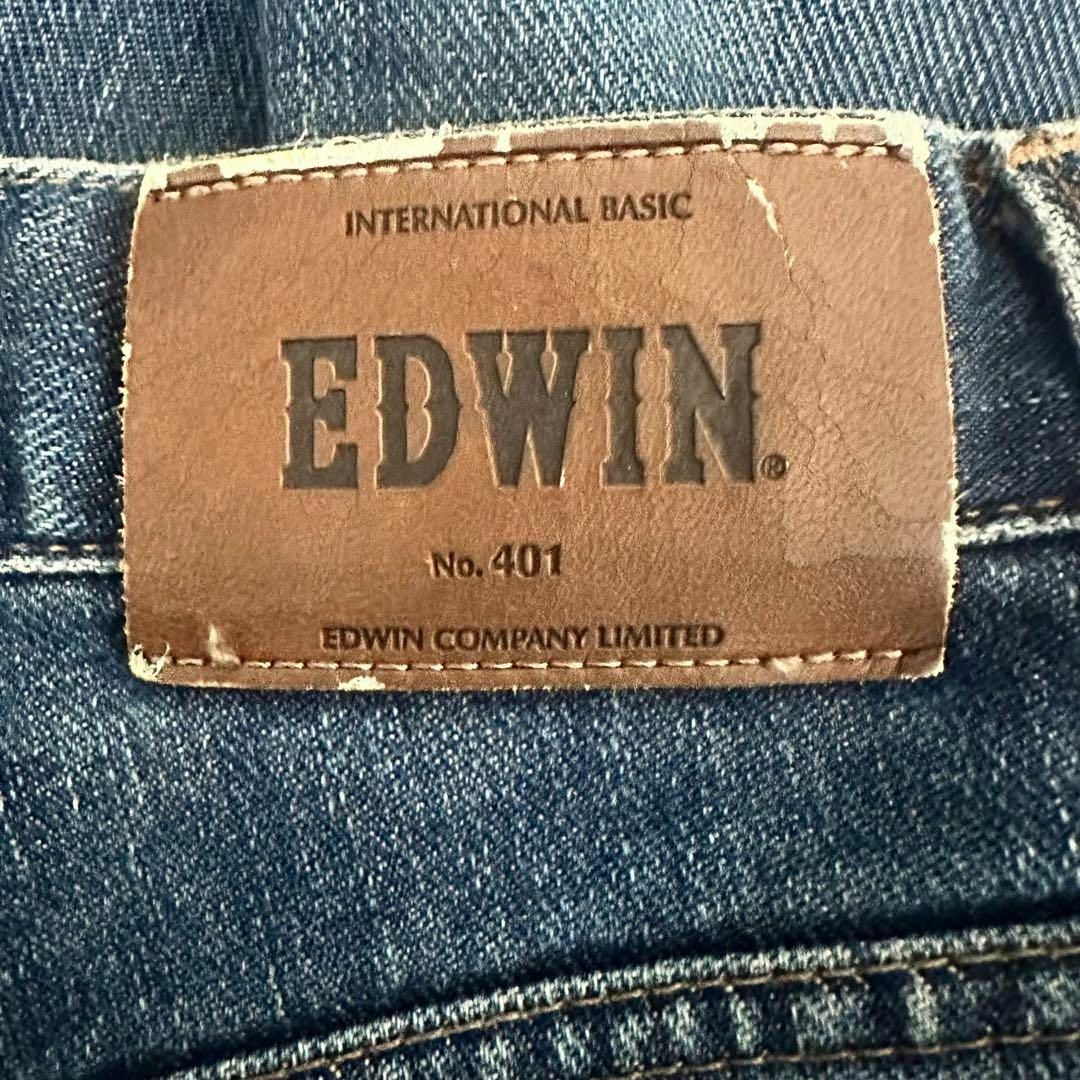 INTERNATIONAL BASIC
EDWIN®
No. 401
EDWIN COMPANY LIMITED